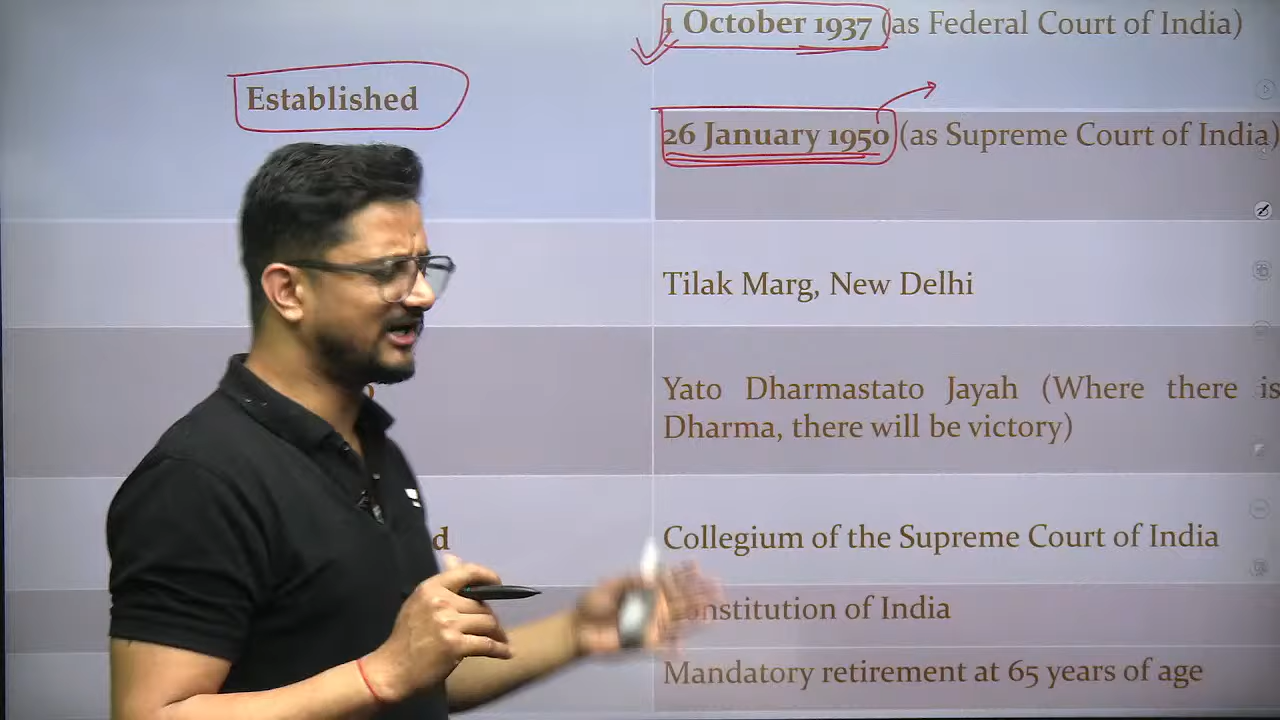 1 October 1937 (as Federal Court of India)
Established
26 January 1950 (as Supreme Court of India)
Tilak Marg, New Delhi
Yato Dharmastato Jayah (Where there is
Dharma, there will be victory)
Collegium of the Supreme Court of India
of India
Mandatory retirement at 65 years of age